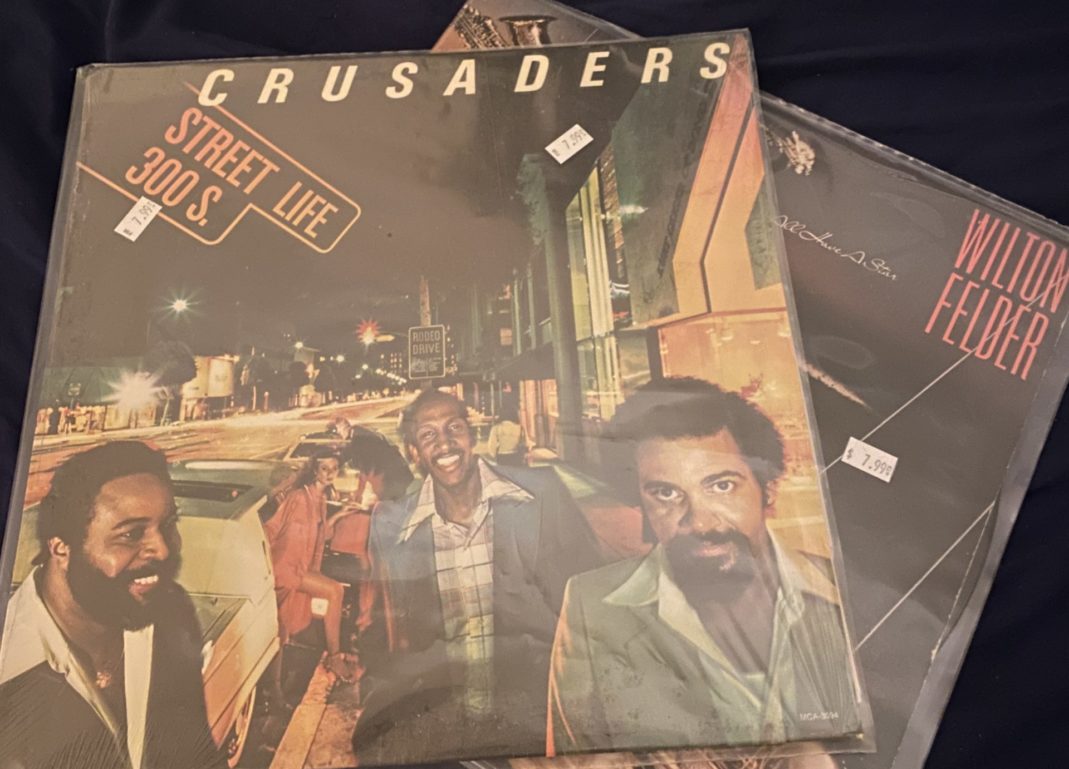 CRUSADERS
STREET LIFE
300 S.
7.99
7.99
RODEO
DRIVE
We All Have A Star
WILTON
FELDER
$ 7.99